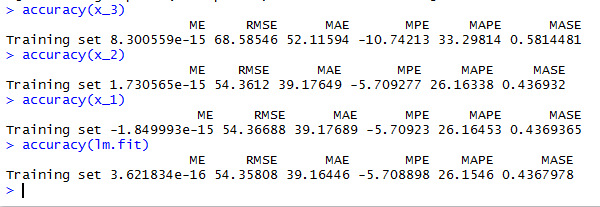 > accuracy(x_3)
ME RMSE MAE MPE MAPE MASE
Training set 8.300559e-15 68.58546 52.11594 -10.74213 33.29814 0.5814481
> accuracy(x_2)
ME RMSE MAE MPE MAPE MASE
Training set 1.730565e-15 54.3612 39.17649 -5.709277 26.16338 0.436932
> accuracy(x_1)
ME RMSE MAE MPE MAPE MASE
Training set -1.849993e-15 54.36688 39.17689 -5.70923 26.16453 0.4369365
> accuracy(lm.fit)
ME RMSE MAE MPE MAPE MASE
Training set 3.621834e-16 54.35808 39.16446 -5.708898 26.1546 0.4367978
>